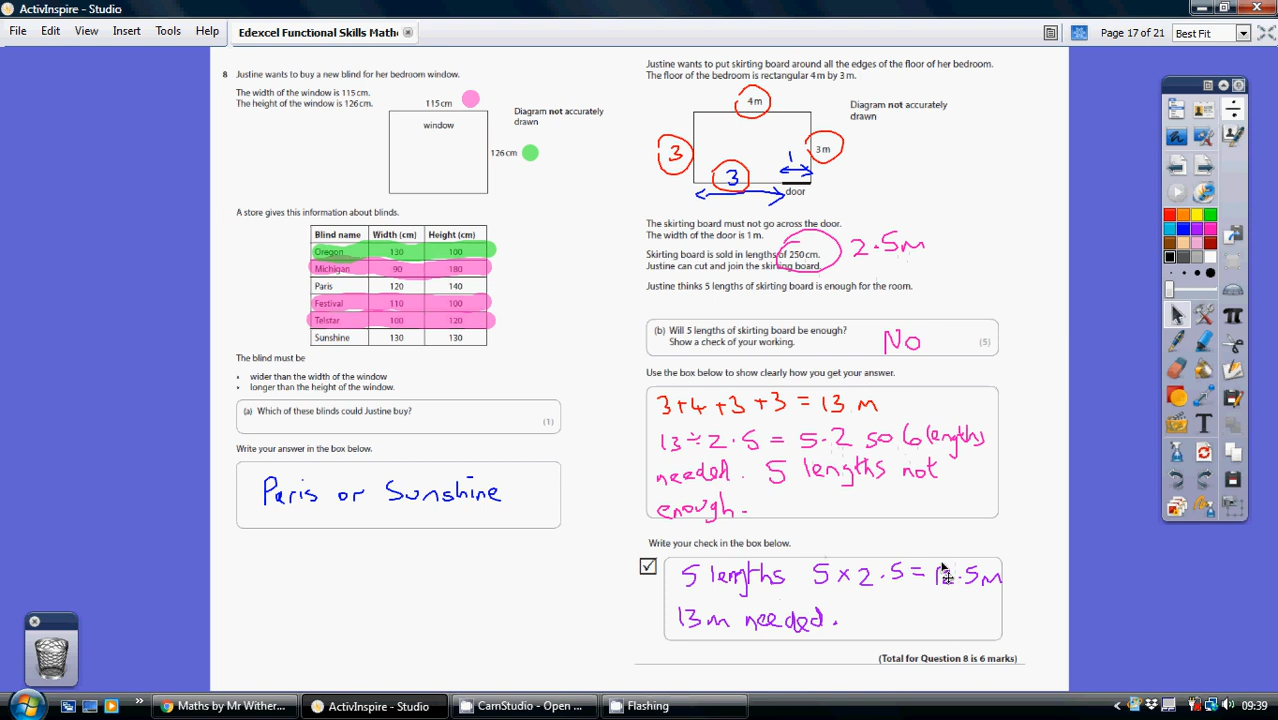 ActivInspire - Studio
File Edit View Insert Tools Help
Edexcel Functional Skills Mathe
Page 17 of 21
Best Fit
8 Justine wants to buy a new blind for her bedroom window.
The width of the window is 115 cm.
The height of the window is 126 cm.
115 cm
window
126 cm
Diagram not accurately
drawn
A store gives this information about blinds.
Blind name Width (cm) Height (cm)
Oregon 130 100
Michigan 90 180
Paris 120 140
Festival 110 100
Telstar 100 120
Sunshine 130 130
The blind must be
• wider than the width of the window
• longer than the height of the window.
(a) Which of these blinds could Justine buy?
(1)
Write your answer in the box below.
Paris or Sunshine
Justine wants to put skirting board around all the edges of the floor of her bedroom.
The floor of the bedroom is rectangular 4 m by 3 m.
4 m
Diagram not accurately
drawn
3
3 m
3
1
door
The skirting board must not go across the door.
The width of the door is 1 m.
Skirting board is sold in lengths of 250 cm.
2.5m
Justine can cut and join the skirting board.
Justine thinks 5 lengths of skirting board is enough for the room.
(b) Will 5 lengths of skirting board be enough?
Show a check of your working.
No
(5)
Use the box below to show clearly how you get your answer.
3+4+3+3=13 m
13÷2.5=5.2 so 6 lengths
needed. 5 lengths not
enough.
Write your check in the box below.
5 lengths 5×2.5=12.5m
13m needed.
(Total for Question 8 is 6 marks)
Maths by Mr Wither...
ActivInspire - Studio
CamStudio - Open ...
Flashing
09:39